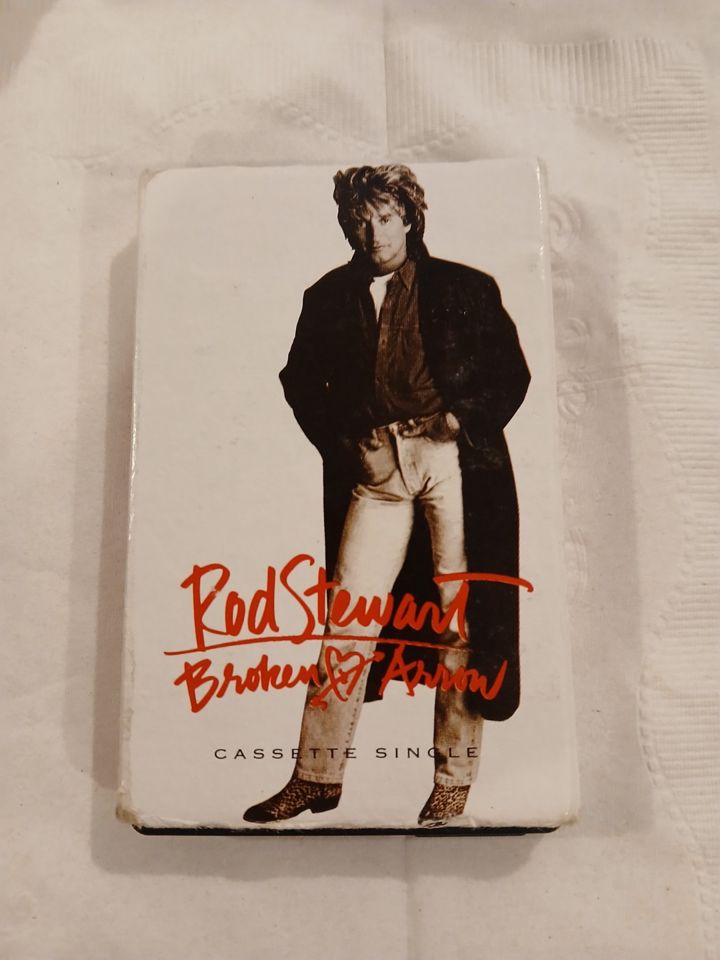 Rod Stewart
Broken Arrow
CASSETTE SINGLE